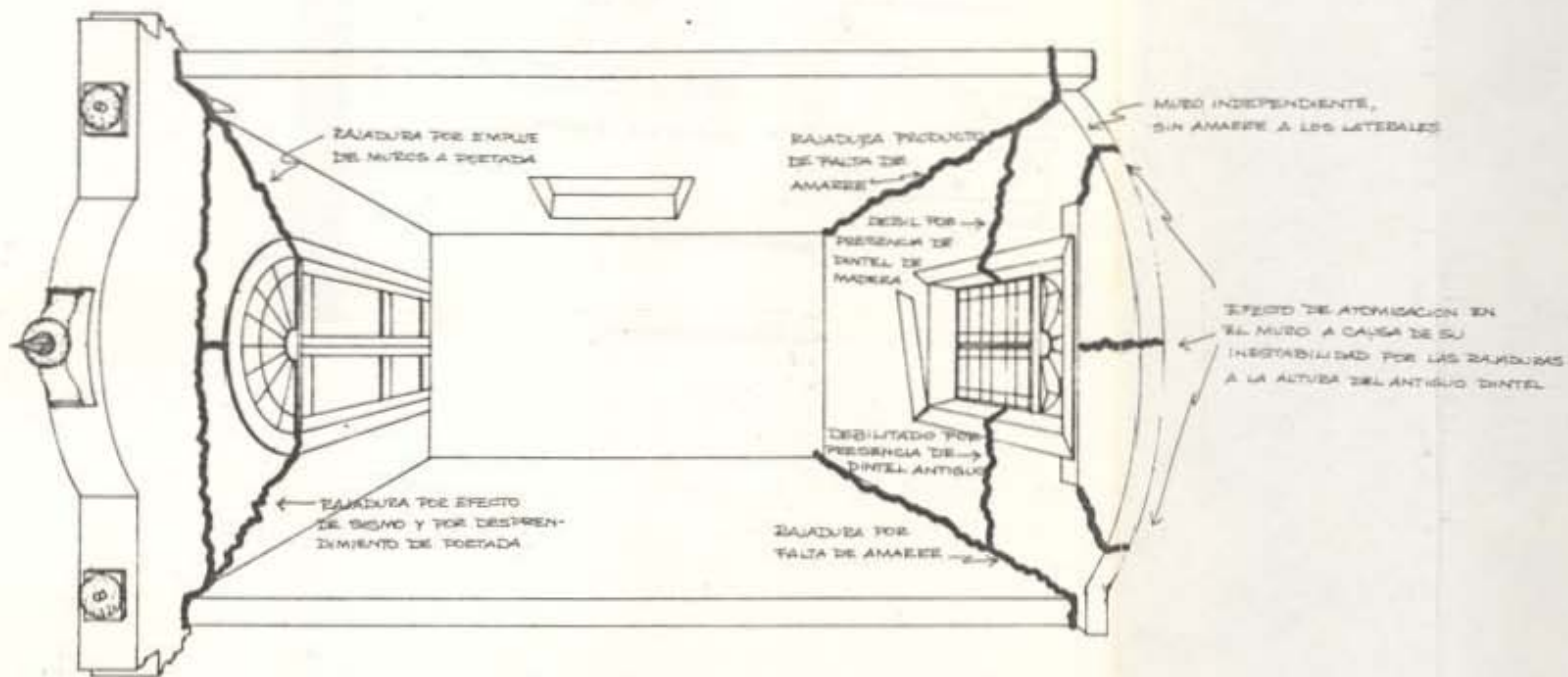 RAJADURA POR EMPUJE
DE MUROS A PORTADA
RAJADURA PRODUCTO
DE FALTA DE
AMARRE
MURO INDEPENDIENTE,
SIN AMARRE A LOS LATERALES
DEBIL POR
PRESENCIA DE
DINTEL DE
MADERA
EFECTO DE ATOMISACION EN
EL MURO A CAUSA DE SU
INESTABILIDAD POR LAS RAJADURAS
A LA ALTURA DEL ANTIGUO DINTEL
DEBILITADO POR
PRESENCIA DE
DINTEL ANTIGUO
RAJADURA POR EFECTO
DE SISMO Y POR DESPREN-
DIMIENTO DE PORTADA
RAJADURA POR
FALTA DE AMARRE